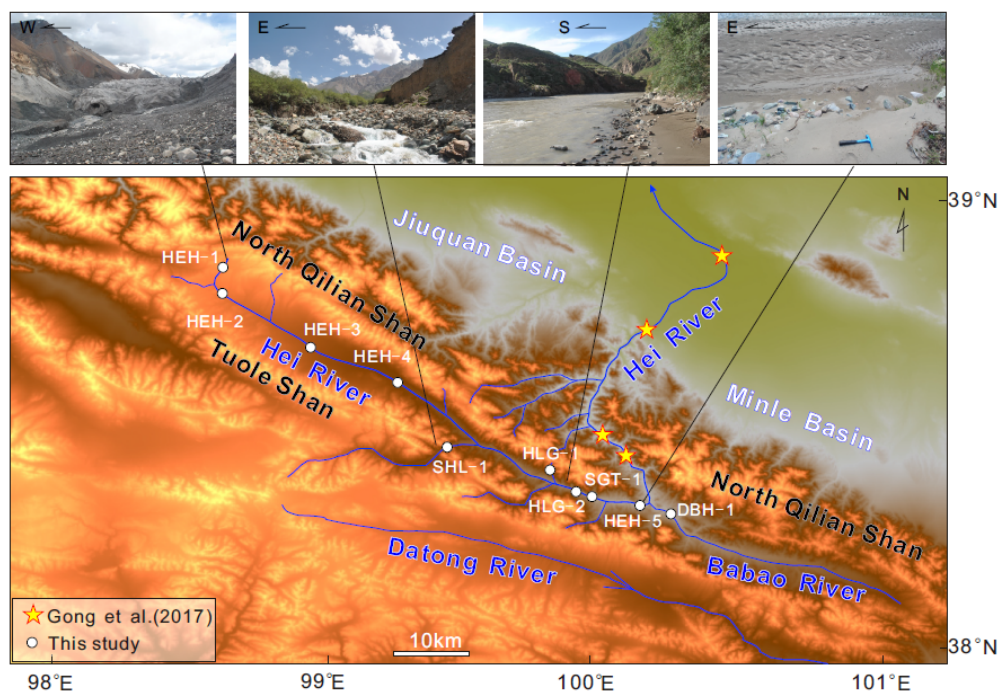 W
E
S
E
39°N
N
Jiuquan Basin
North Qilian Shan
HEH-1
HEH-2
HEH-3
HEH-4
Hei River
Tuole Shan
Hei River
Minle Basin
SHL-1
HLG-1
SGT-1
HLG-2
HEH-5
DBH-1
North Qilian Shan
Datong River
Babao River
Gong et al.(2017)
This study
10km
38°N
98°E
99°E
100°E
101°E